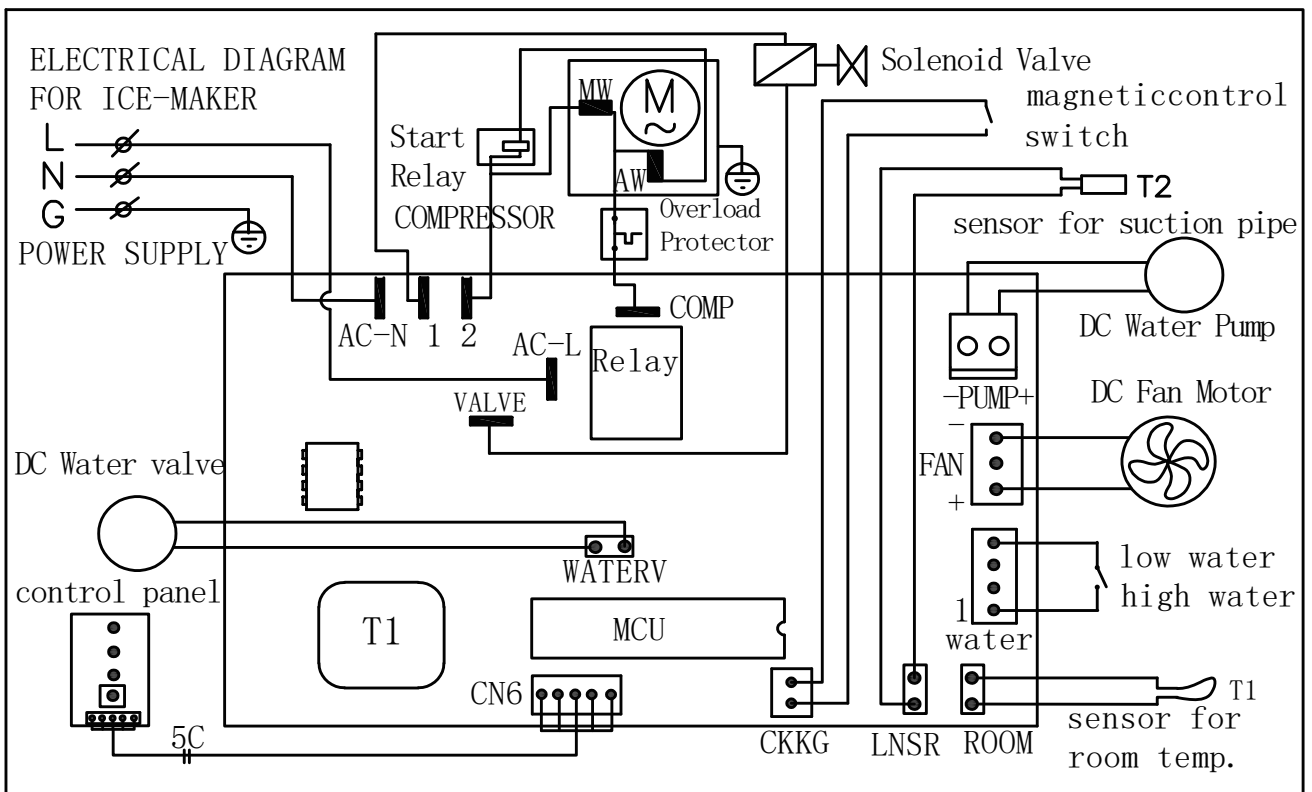 ELECTRICAL DIAGRAM
FOR ICE-MAKER
L
N
G
POWER SUPPLY
Start
Relay
COMPRESSOR
MW
M
AW
Overload
Protector
Solenoid Valve
magneticcontrol
switch
T2
sensor for suction pipe
DC Water Pump
AC-N 1 2
COMP
AC-L
Relay
VALVE
-PUMP+
DC Fan Motor
-
FAN
+
DC Water valve
WATERV
low water
high water
1
water
control panel
T1
MCU
CN6
5C
CKKG
LNSR
ROOM
T1
sensor for
room temp.